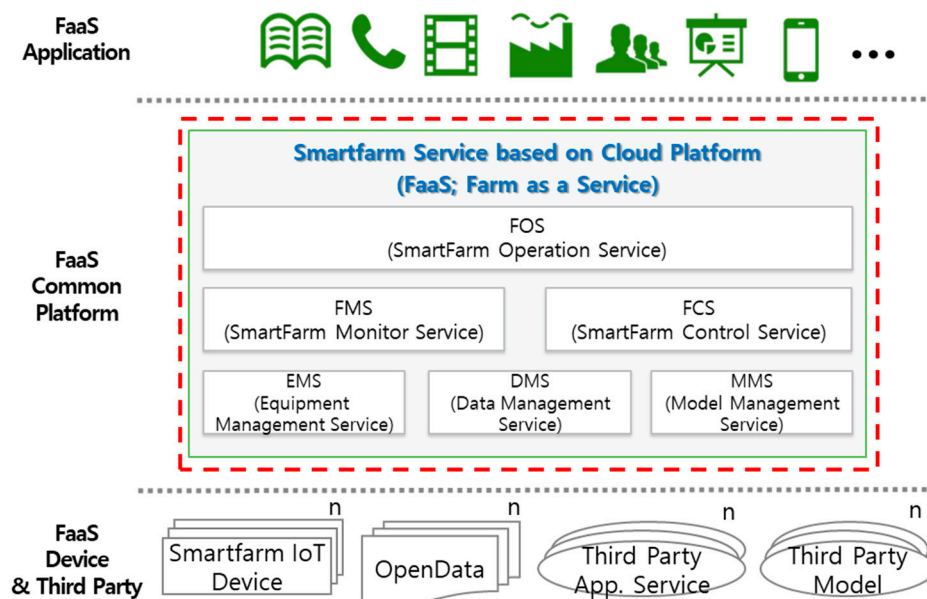 FaaS
Application
...
Smartfarm Service based on Cloud Platform
(FaaS; Farm as a Service)
FOS
(SmartFarm Operation Service)
FaaS
Common
Platform
FMS
(SmartFarm Monitor Service)
FCS
(SmartFarm Control Service)
EMS
(Equipment
Management Service)
DMS
(Data Management
Service)
MMS
(Model Management
Service)
FaaS
Device
& Third Party
n
Smartfarm IoT
Device
n
OpenData
n
Third Party
App. Service
n
Third Party
Model